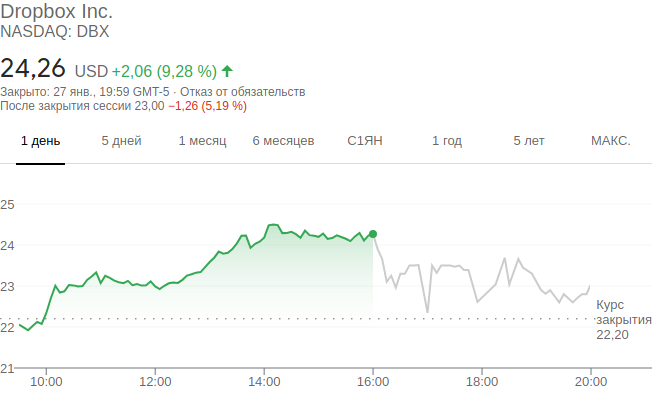 Dropbox Inc.
NASDAQ: DBX
24,26 USD +2,06 (9,28 %)
Закрыто: 27 янв., 19:59 GMT-5 · Отказ от обязательств
После закрытия сессии 23,00 −1,26 (5,19 %)
1 день 5 дней 1 месяц 6 месяцев С1ЯН 1 год 5 лет МАКС.
25
24
23
22
21
Курс
закрытия
22,20
10:00 12:00 14:00 16:00 18:00 20:00